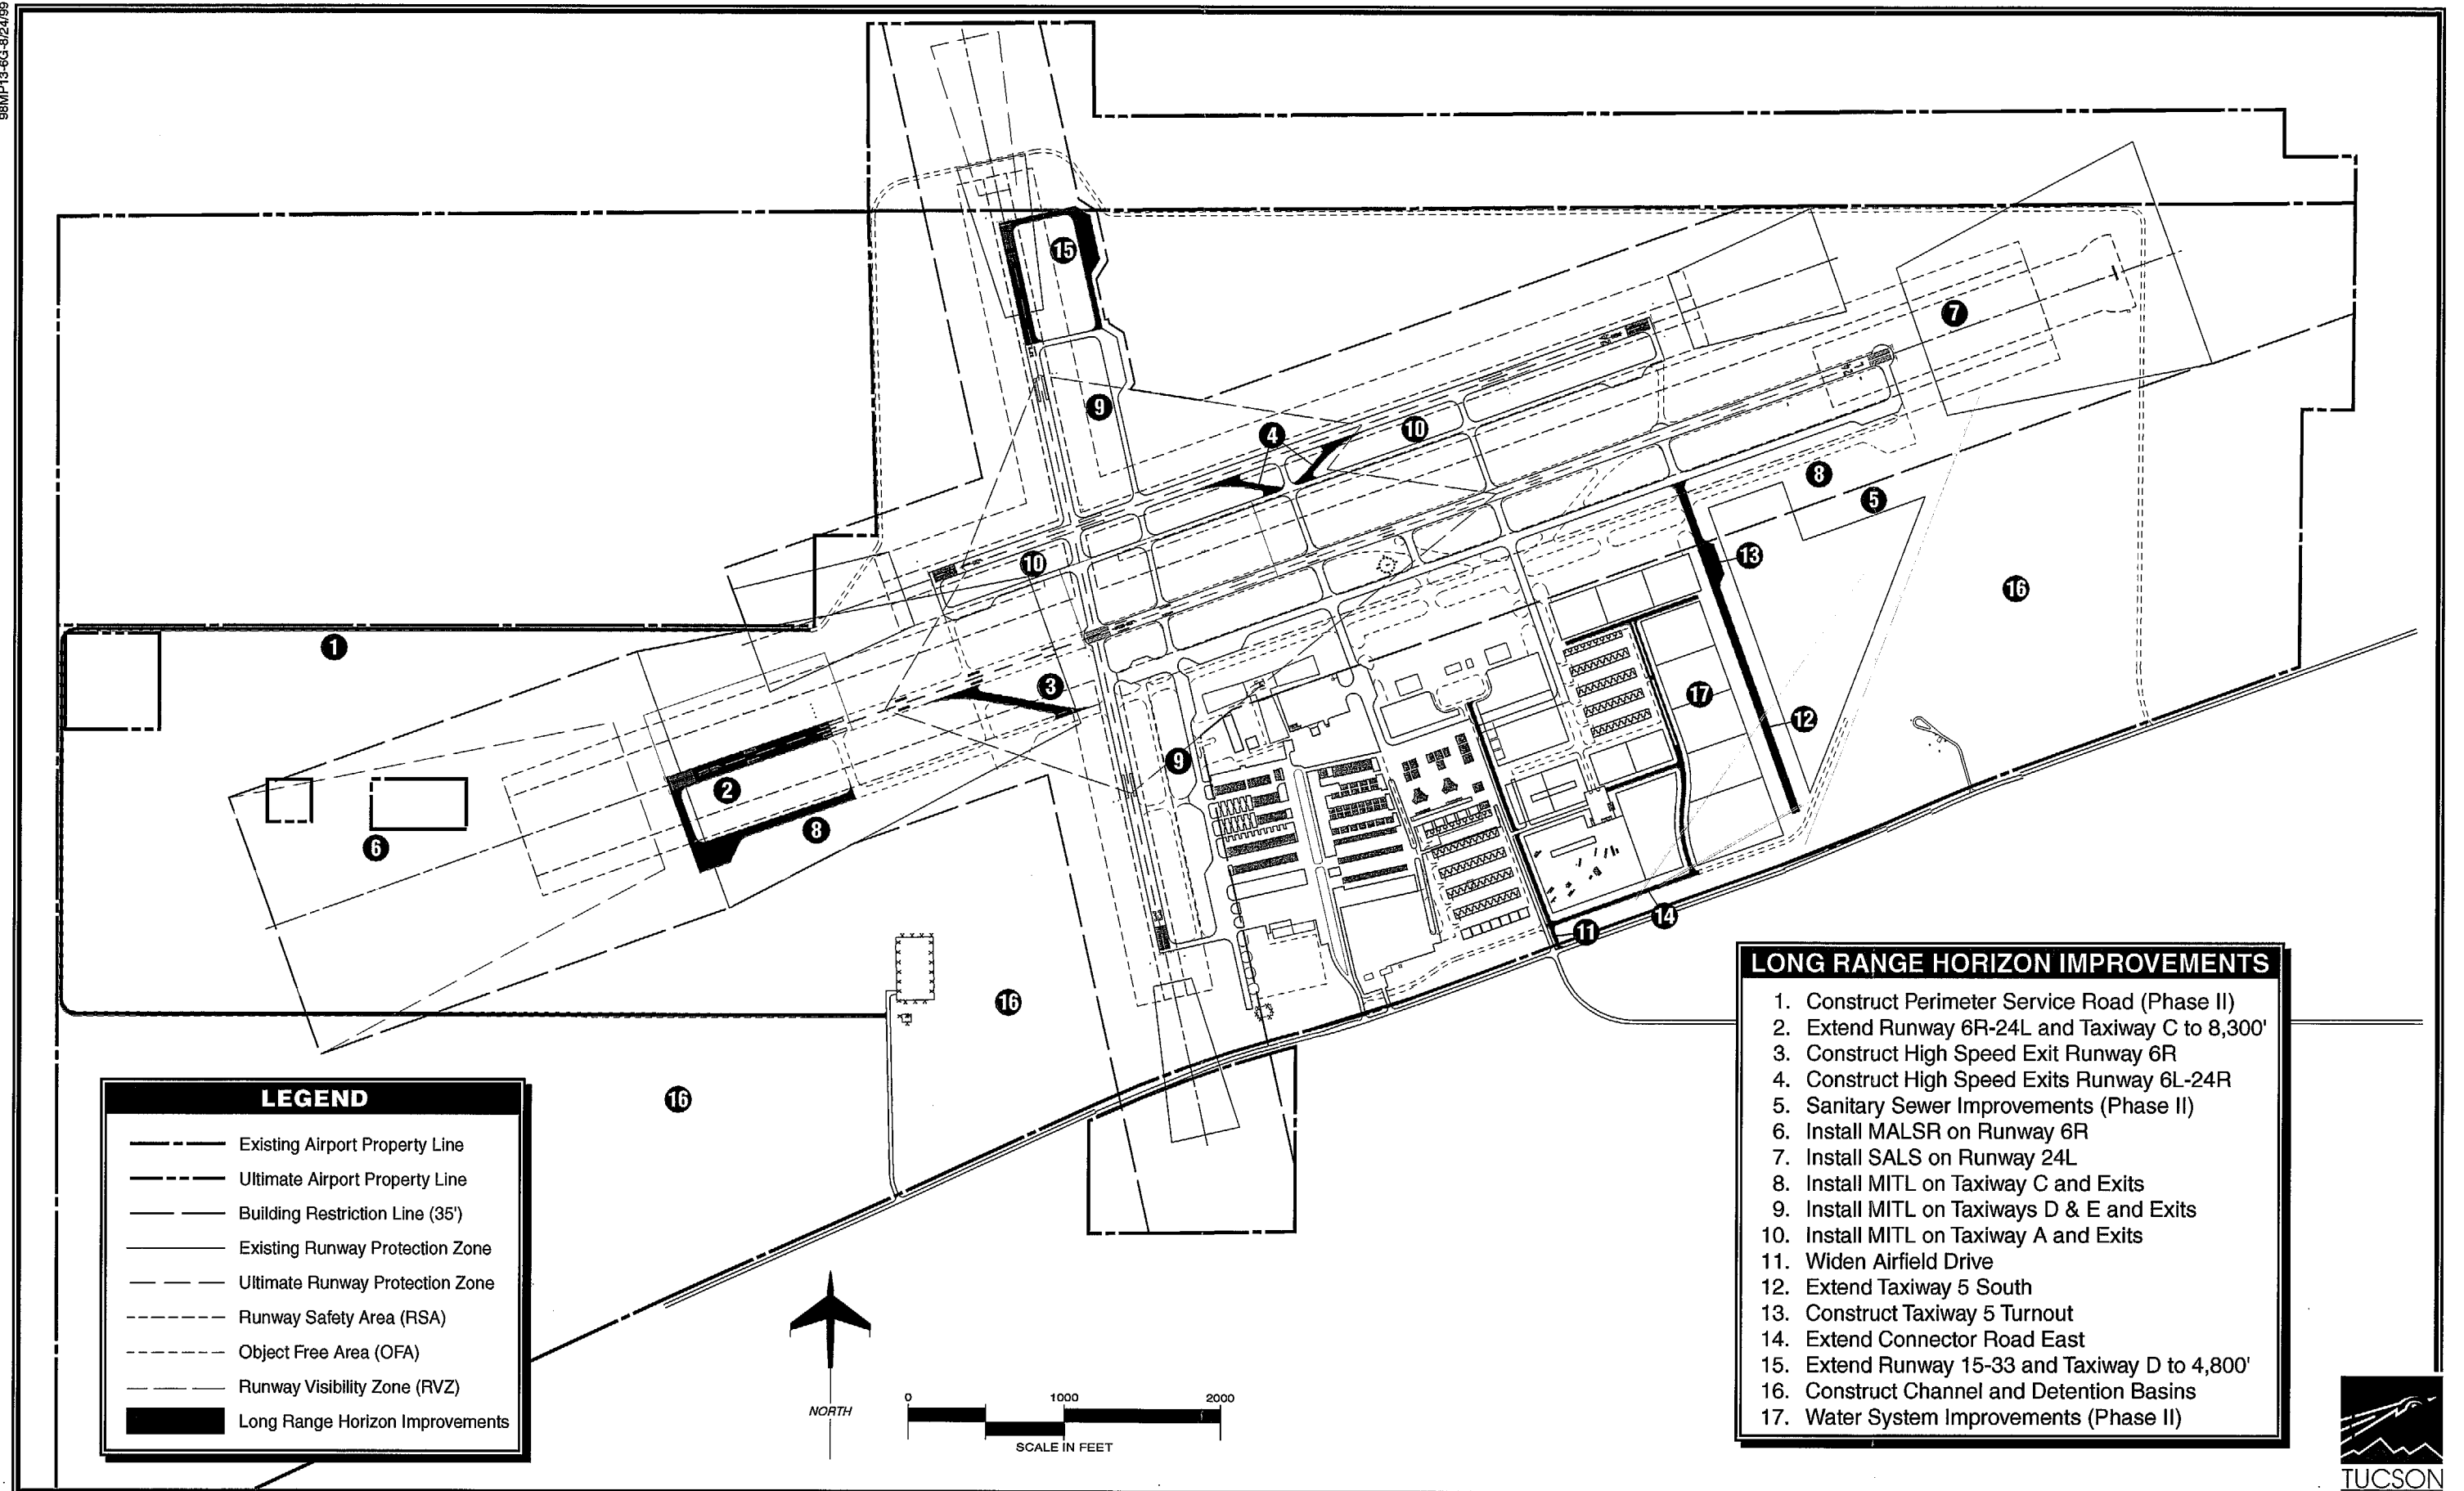 98MP13-6G-8/24/99
15
7
9
4
10
8
5
10
13
16
1
3
17
12
9
2
8
6
14
11
16
16
33
LEGEND
Existing Airport Property Line
Ultimate Airport Property Line
Building Restriction Line (35')
Existing Runway Protection Zone
Ultimate Runway Protection Zone
Runway Safety Area (RSA)
Object Free Area (OFA)
Runway Visibility Zone (RVZ)
Long Range Horizon Improvements
NORTH
0 1000 2000
SCALE IN FEET
LONG RANGE HORIZON IMPROVEMENTS
1. Construct Perimeter Service Road (Phase II)
2. Extend Runway 6R-24L and Taxiway C to 8,300'
3. Construct High Speed Exit Runway 6R
4. Construct High Speed Exits Runway 6L-24R
5. Sanitary Sewer Improvements (Phase II)
6. Install MALSR on Runway 6R
7. Install SALS on Runway 24L
8. Install MITL on Taxiway C and Exits
9. Install MITL on Taxiways D & E and Exits
10. Install MITL on Taxiway A and Exits
11. Widen Airfield Drive
12. Extend Taxiway 5 South
13. Construct Taxiway 5 Turnout
14. Extend Connector Road East
15. Extend Runway 15-33 and Taxiway D to 4,800'
16. Construct Channel and Detention Basins
17. Water System Improvements (Phase II)
TUCSON